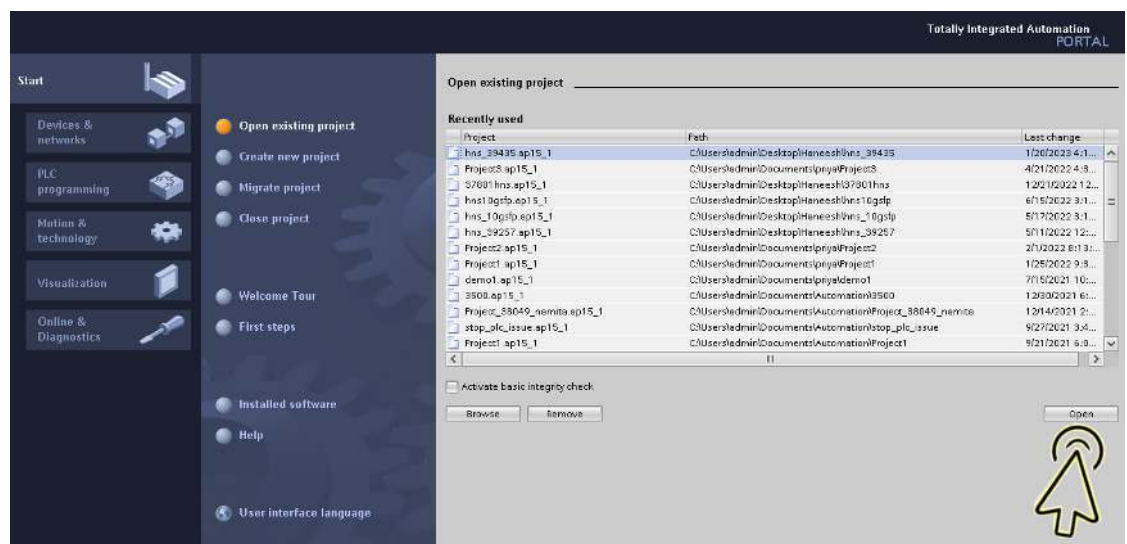 Totally Integrated Automation
PORTAL
Start
Devices &
networks
PLC
programming
Motion &
technology
Visualization
Online &
Diagnostics
Open existing project
Create new project
Migrate project
Close project
Welcome Tour
First steps
Installed software
Help
User interface language
Open existing project
Recently used
Project Path Last change
hns_39435.ap15_1 C:\Users\admin\Desktop\Haneesh\hns_39435 1/20/2023 4:1...
Project3.ap15_1 C:\Users\admin\Documents\priya\Project3 4/21/2022 4:3...
37801hns.ap15_1 C:\Users\admin\Desktop\Haneesh\37801hns 12/21/2022 12...
hns10gsfp.ap15_1 C:\Users\admin\Desktop\Haneesh\hns10gsfp 6/15/2022 3:1...
hns_10gsfp.ap15_1 C:\Users\admin\Desktop\Haneesh\hns_10gsfp 5/17/2022 3:1...
hns_39257.ap15_1 C:\Users\admin\Desktop\Haneesh\hns_39257 5/11/2022 12:...
Project2.ap15_1 C:\Users\admin\Documents\priya\Project2 2/1/2022 8:13:...
Project1.ap15_1 C:\Users\admin\Documents\priya\Project1 1/25/2022 9:3...
demo1.ap15_1 C:\Users\admin\Documents\priya\demo1 7/15/2021 10:...
3500.ap15_1 C:\Users\admin\Documents\Automation\3500 12/30/2021 6:...
Project_38049_namita.ap15_1 C:\Users\admin\Documents\Automation\Project_38049_namita 12/14/2021 2:...
stop_plc_issue.ap15_1 C:\Users\admin\Documents\Automation\stop_plc_issue 9/27/2021 3:4...
Project1.ap15_1 C:\Users\admin\Documents\Automation\Project1 9/21/2021 6:0...
Activate basic integrity check
Browse Remove Open